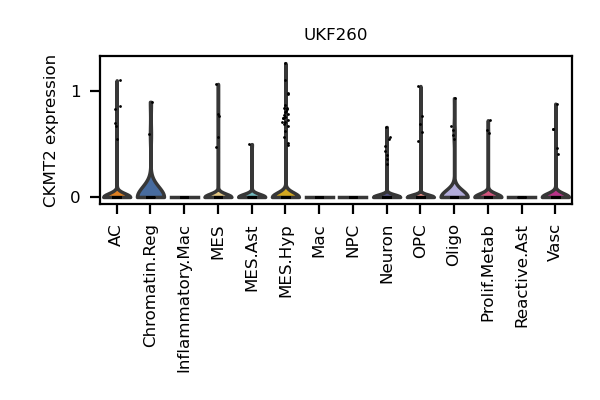 UKF260
CKMT2 expression
1
0
AC
Chromatin.Reg
Inflammatory.Mac
MES
MES.Ast
MES.Hyp
Mac
NPC
Neuron
OPC
Oligo
Prolif.Metab
Reactive.Ast
Vasc